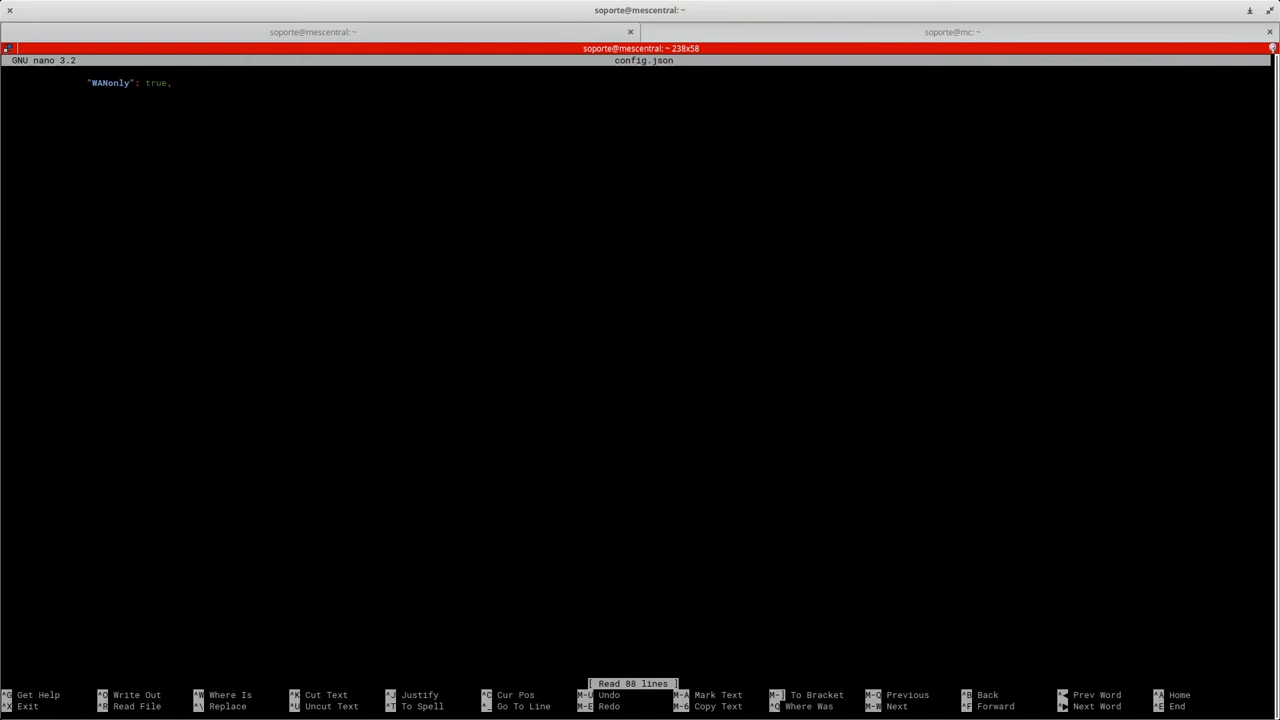 soporte@mescentral: ~
soporte@mescentral: ~ soporte@mc: ~
soporte@mescentral: ~ 238x58
GNU nano 3.2 config.json
"WANonly": true,
[ Read 88 lines ]
^G Get Help ^O Write Out ^W Where Is ^K Cut Text ^J Justify ^C Cur Pos M-U Undo M-A Mark Text M-] To Bracket M-Q Previous ^B Back ^◀ Prev Word ^A Home
^X Exit ^R Read File ^\ Replace ^U Uncut Text ^T To Spell ^_ Go To Line M-E Redo M-6 Copy Text ^Q Where Was M-W Next ^F Forward ^▶ Next Word ^E End